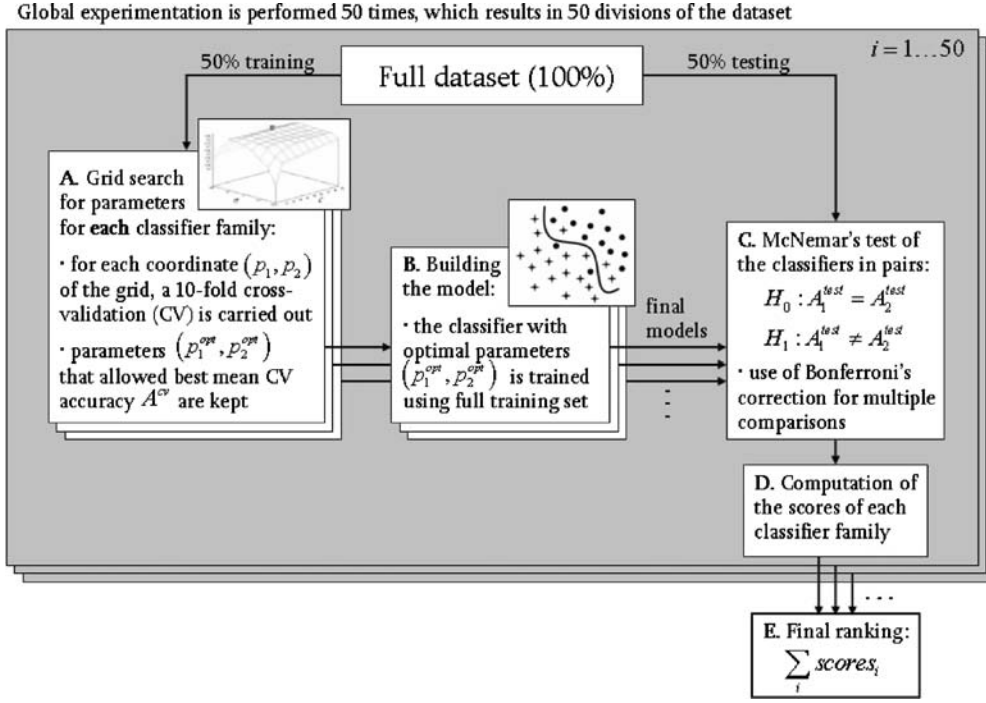 Global experimentation is performed 50 times, which results in 50 divisions of the dataset
i = 1...50
50% training
Full dataset (100%)
50% testing
A. Grid search
for parameters
for each classifier family:
· for each coordinate (p₁, p₂)
of the grid, a 10-fold cross-
validation (CV) is carried out
· parameters (p₁ᵒᵖᵗ, p₂ᵒᵖᵗ)
that allowed best mean CV
accuracy Aᶜᵛ are kept
B. Building
the model:
· the classifier with
optimal parameters
(p₁ᵒᵖᵗ, p₂ᵒᵖᵗ) is trained
using full training set
final
models
C. McNemar's test of
the classifiers in pairs:
H₀ : A₁ᵗᵉˢᵗ = A₂ᵗᵉˢᵗ
H₁ : A₁ᵗᵉˢᵗ ≠ A₂ᵗᵉˢᵗ
· use of Bonferroni's
correction for multiple
comparisons
D. Computation of
the scores of each
classifier family
E. Final ranking:
∑ᵢ scoresᵢ